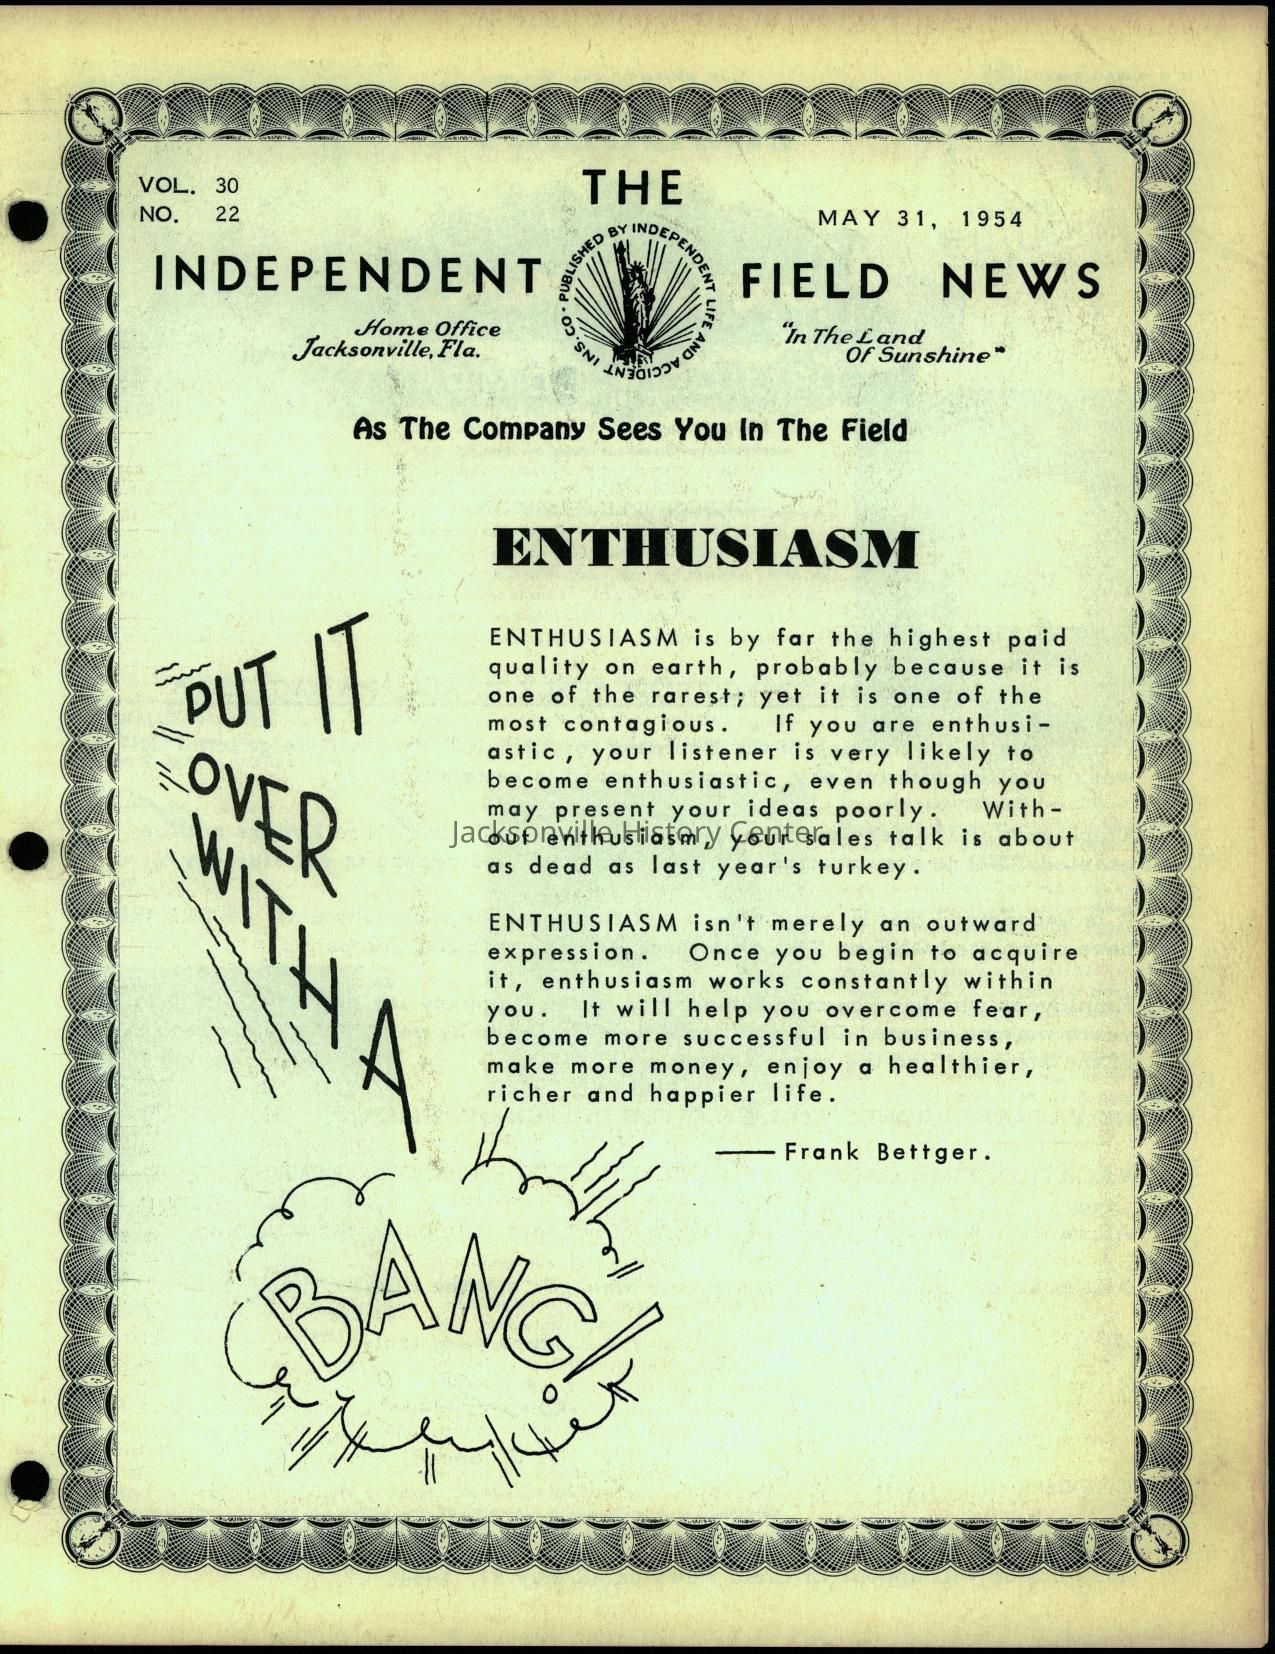 VOL. 30
NO. 22
THE
MAY 31, 1954
INDEPENDENT FIELD NEWS
PUBLISHED BY INDEPENDENT LIFE AND ACCIDENT INS. CO.
Home Office
Jacksonville, Fla.
"In The Land
Of Sunshine"
As The Company Sees You In The Field
ENTHUSIASM
ENTHUSIASM is by far the highest paid
quality on earth, probably because it is
one of the rarest; yet it is one of the
most contagious. If you are enthusi-
astic, your listener is very likely to
become enthusiastic, even though you
may present your ideas poorly. With-
out enthusiasm, your sales talk is about
as dead as last year's turkey.
ENTHUSIASM isn't merely an outward
expression. Once you begin to acquire
it, enthusiasm works constantly within
you. It will help you overcome fear,
become more successful in business,
make more money, enjoy a healthier,
richer and happier life.
—Frank Bettger.
PUT IT
OVER
WITH
A
BANG!
Jacksonville History Center